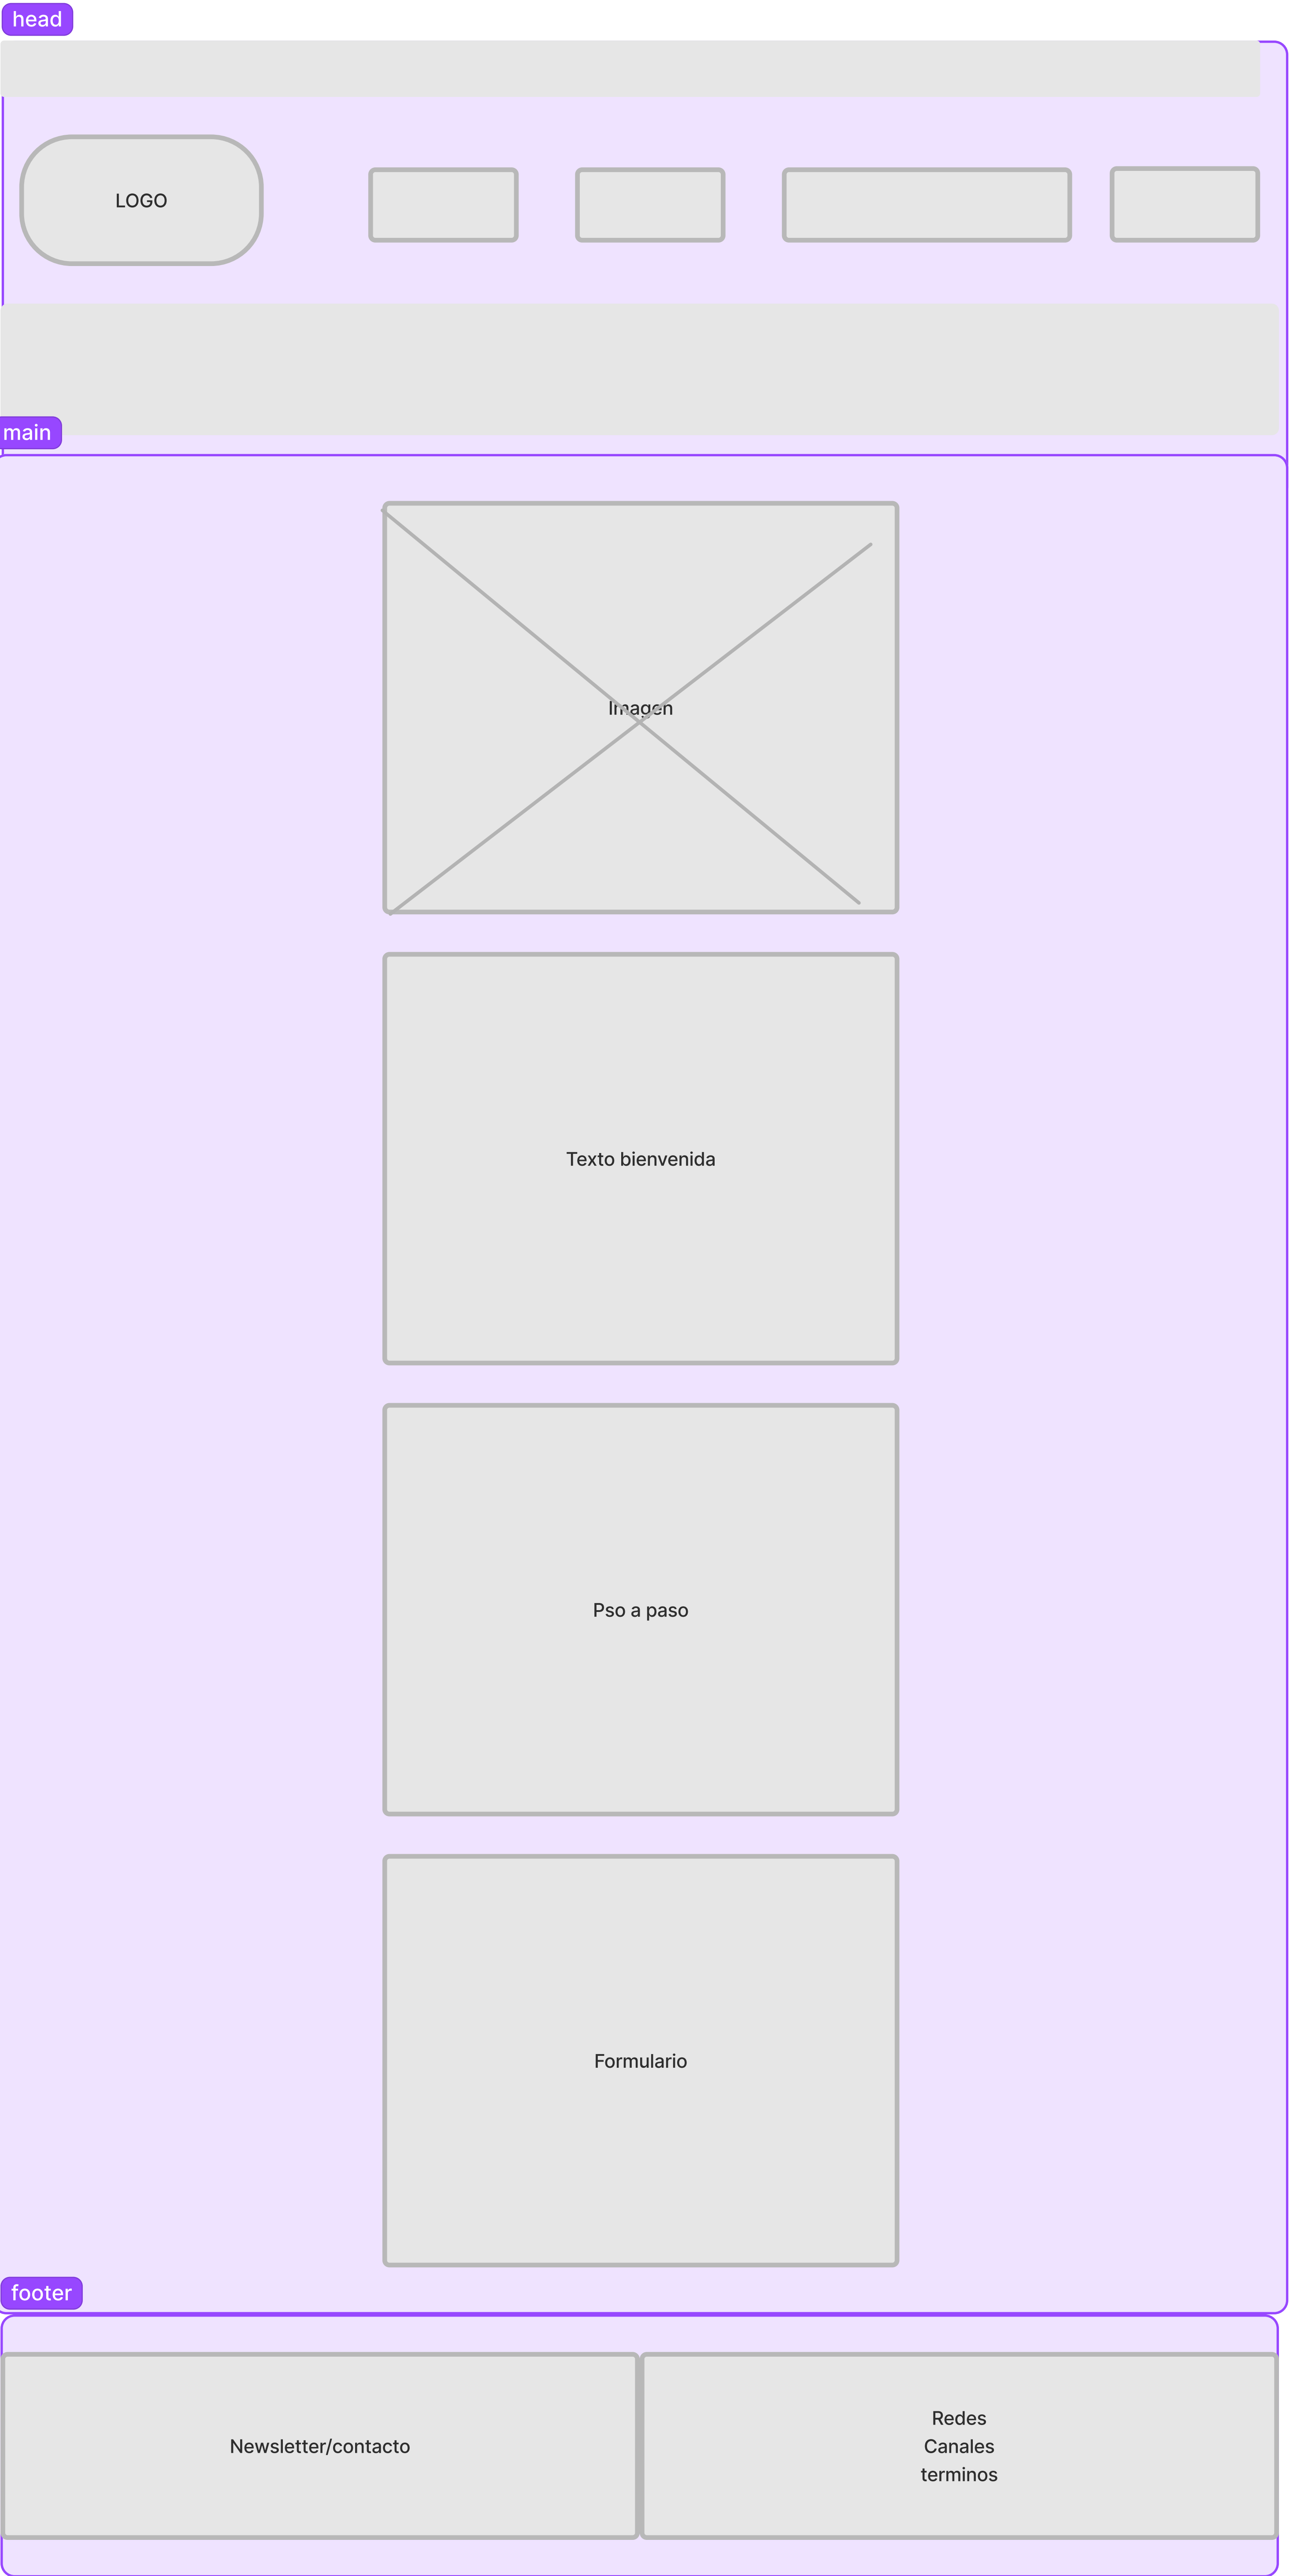 head
LOGO
main
Imagen
Texto bienvenida
Pso a paso
Formulario
footer
Newsletter/contacto
Redes
Canales
terminos